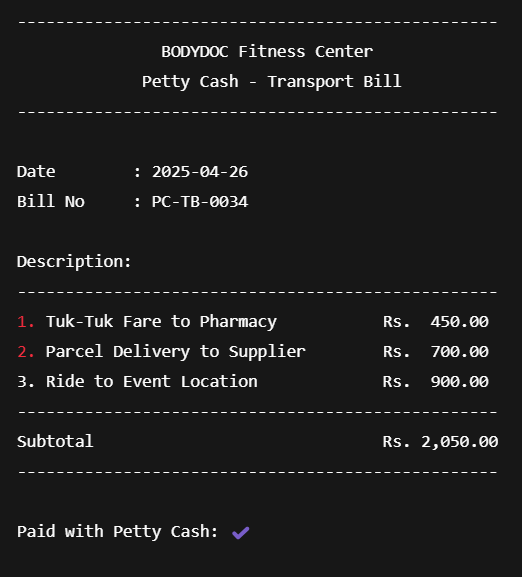 --------------------------------------------------
BODYDOC Fitness Center
Petty Cash - Transport Bill
--------------------------------------------------
Date        : 2025-04-26
Bill No     : PC-TB-0034
Description:
--------------------------------------------------
1. Tuk-Tuk Fare to Pharmacy           Rs.  450.00
2. Parcel Delivery to Supplier        Rs.  700.00
3. Ride to Event Location             Rs.  900.00
--------------------------------------------------
Subtotal                              Rs. 2,050.00
--------------------------------------------------
Paid with Petty Cash: ✔